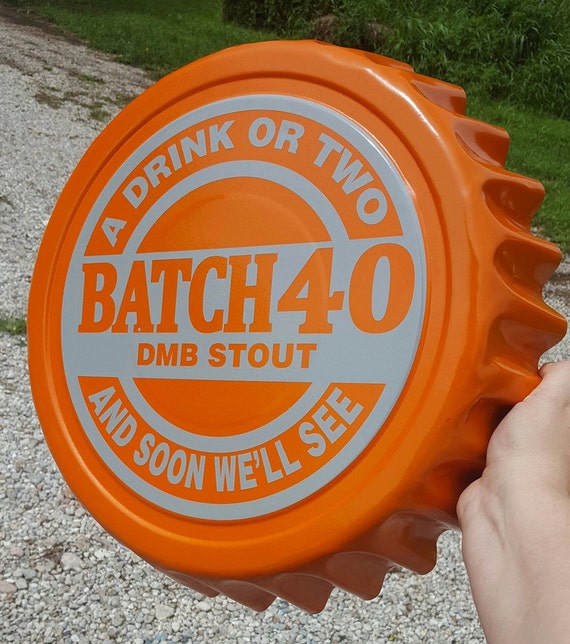 A DRINK OR TWO
BATCH 40
DMB STOUT
AND SOON WE'LL SEE